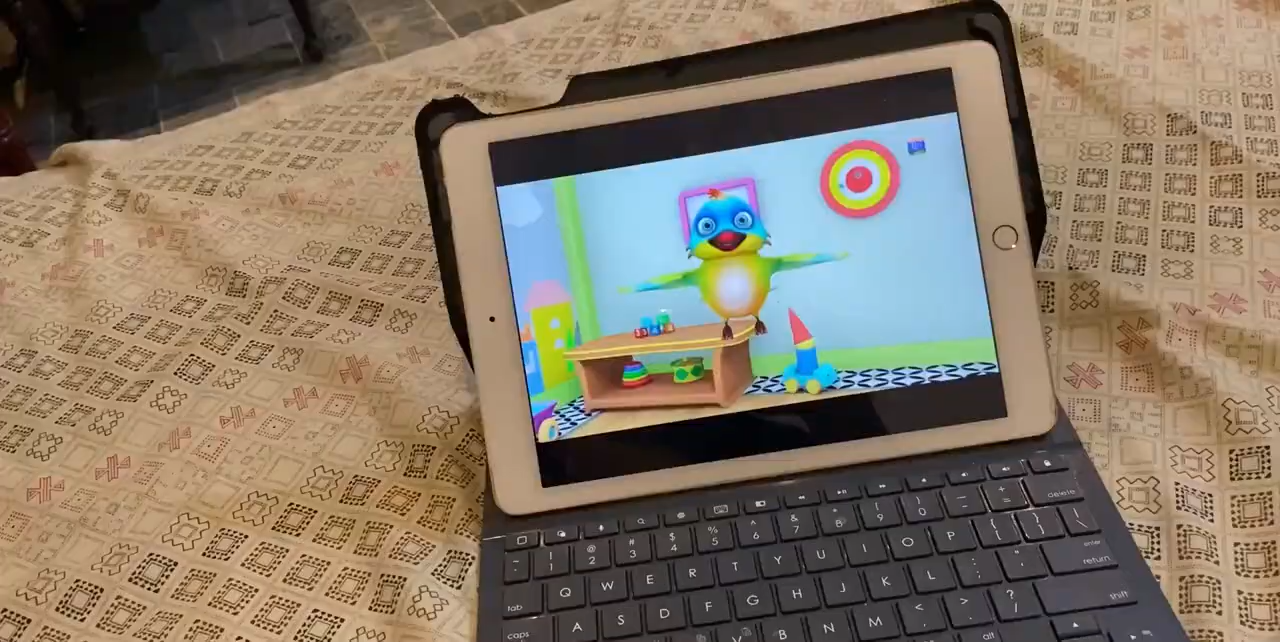 ! 1
@ 2
# 3
$ 4
% 5
^ 6
& 7
* 8
( 9
) 0
delete
tab Q W E R T Y U I O P { [ } ] | \
caps A S D F G H J K L : ; enter return
B N M < , > . ? / shift
alt